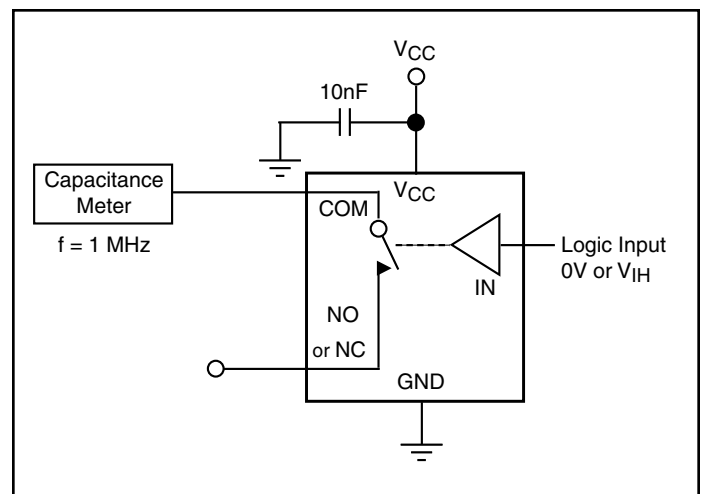 VCC
10nF
Capacitance
Meter
f = 1 MHz
VCC
COM
IN
Logic Input
0V or VIH
NO
or NC
GND